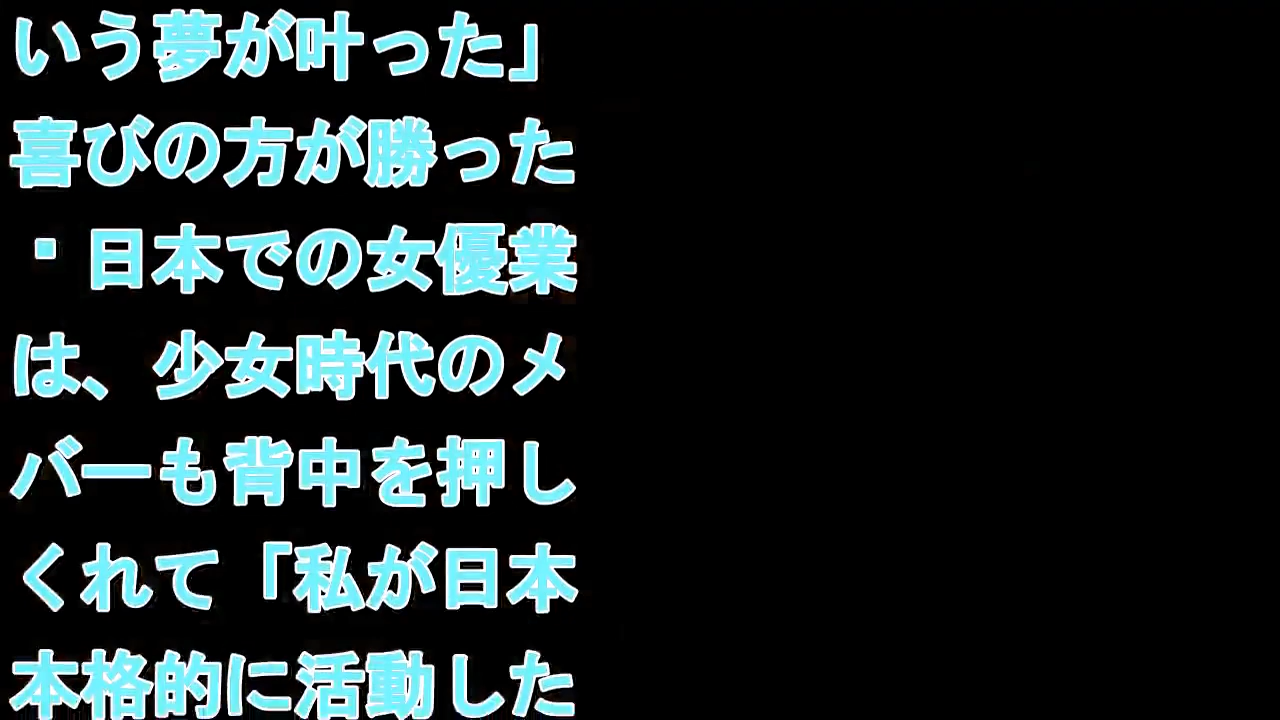 いう夢が叶った」
喜びの方が勝った
▪日本での女優業
は、少女時代のメ
バーも背中を押し
くれて「私が日本
本格的に活動した